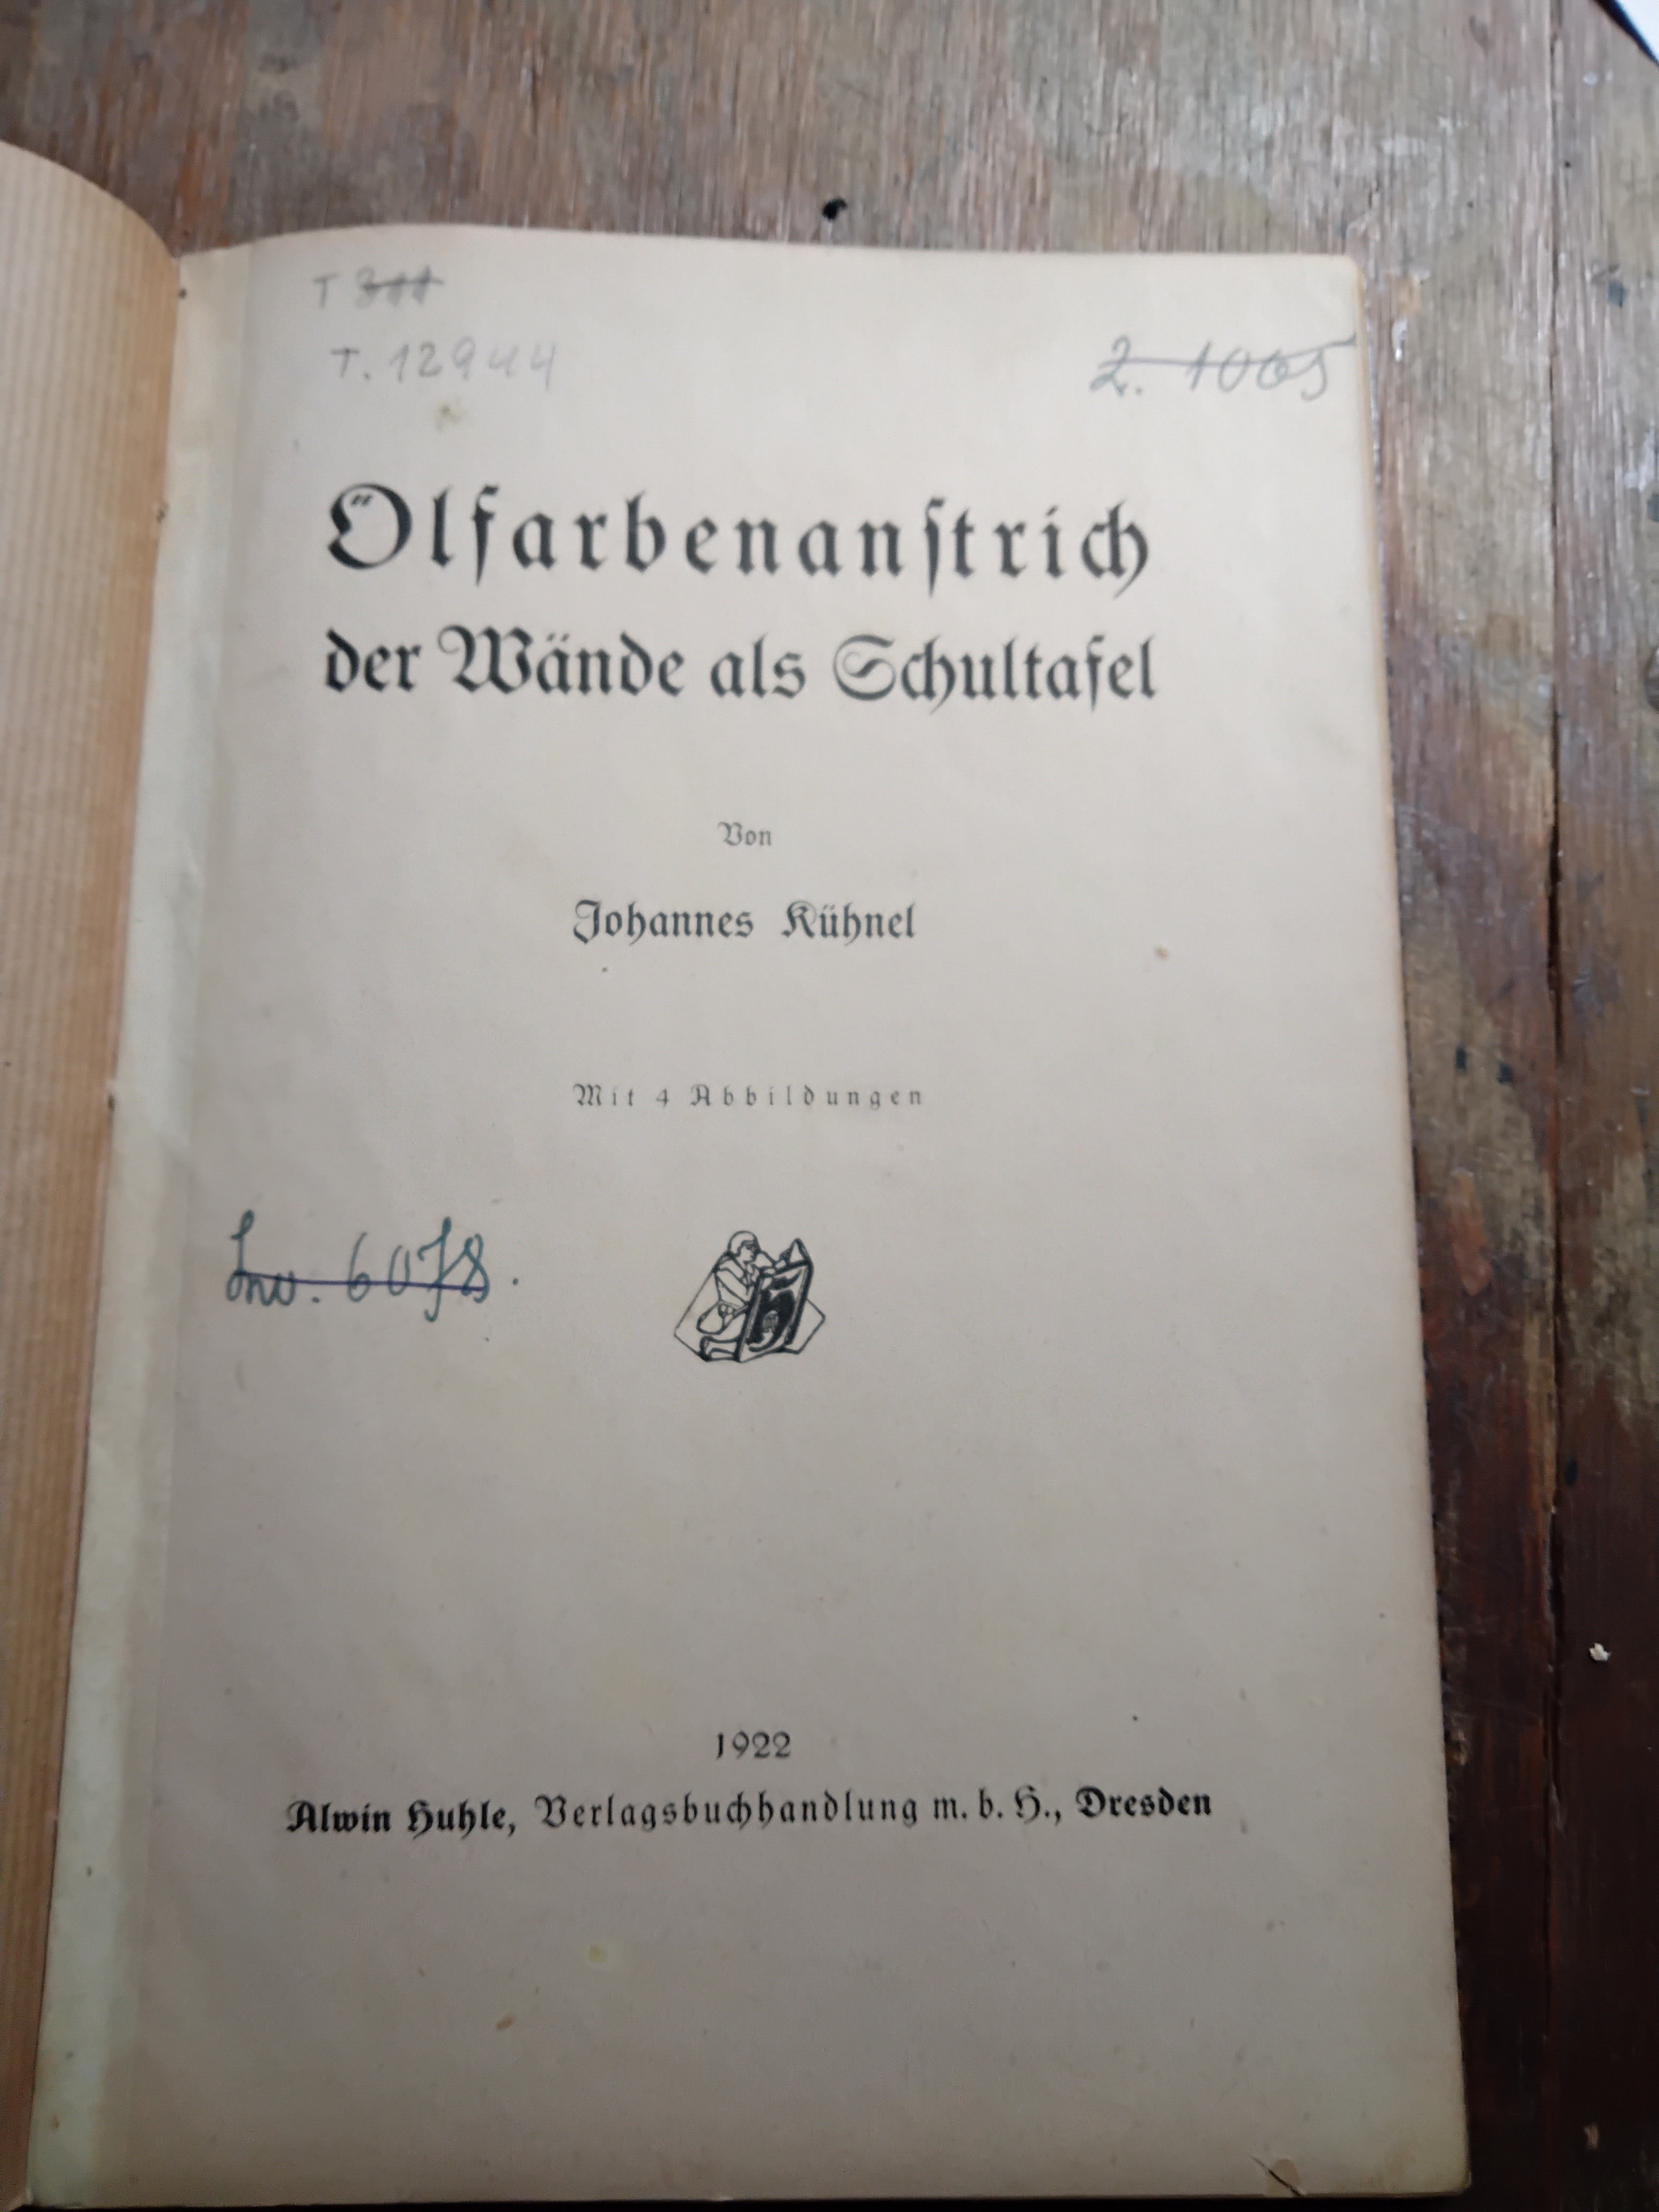 T 311
T. 12944
2. 1005
Ölfarbenanſtrich
der Wände als Schultafel
Von
Johannes Kühnel
Mit 4 Abbildungen
Inv. 6078.
1922
Alwin Huhle, Verlagsbuchhandlung m. b. H., Dresden